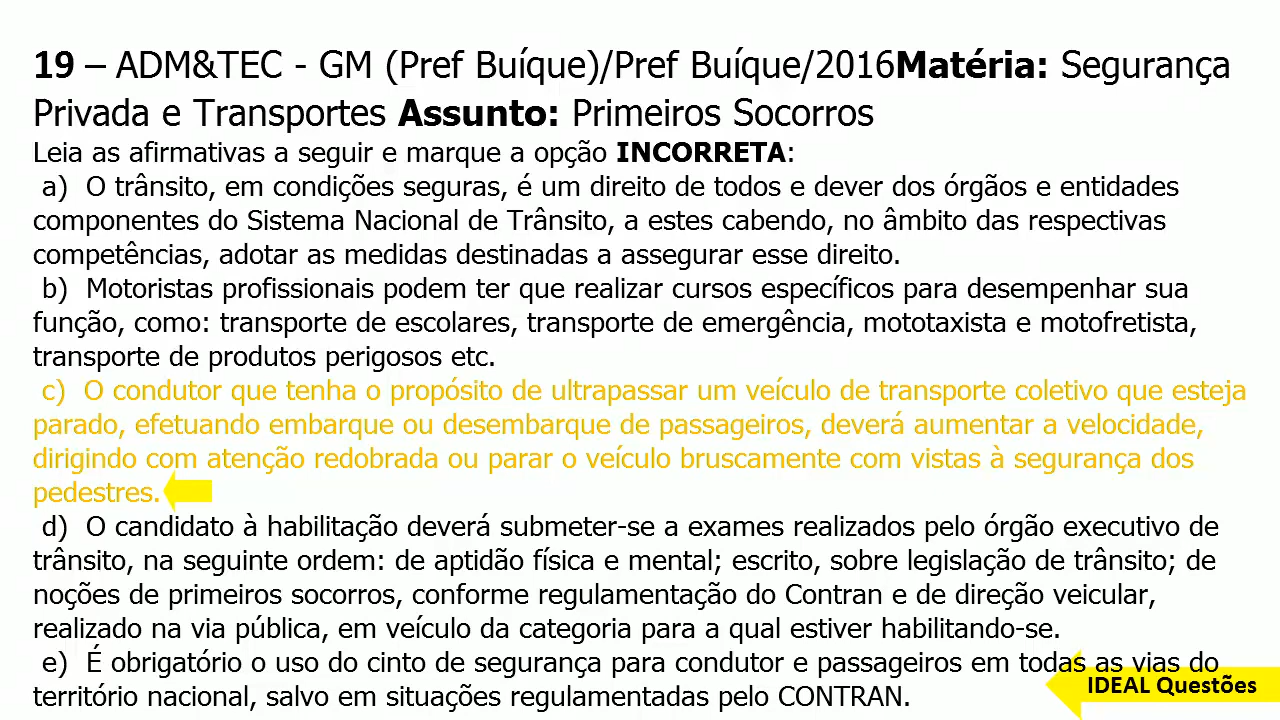 19 – ADM&TEC - GM (Pref Buíque)/Pref Buíque/2016Matéria: Segurança
Privada e Transportes Assunto: Primeiros Socorros
Leia as afirmativas a seguir e marque a opção INCORRETA:
a) O trânsito, em condições seguras, é um direito de todos e dever dos órgãos e entidades
componentes do Sistema Nacional de Trânsito, a estes cabendo, no âmbito das respectivas
competências, adotar as medidas destinadas a assegurar esse direito.
b) Motoristas profissionais podem ter que realizar cursos específicos para desempenhar sua
função, como: transporte de escolares, transporte de emergência, mototaxista e motofretista,
transporte de produtos perigosos etc.
c) O condutor que tenha o propósito de ultrapassar um veículo de transporte coletivo que esteja
parado, efetuando embarque ou desembarque de passageiros, deverá aumentar a velocidade,
dirigindo com atenção redobrada ou parar o veículo bruscamente com vistas à segurança dos
pedestres.
d) O candidato à habilitação deverá submeter-se a exames realizados pelo órgão executivo de
trânsito, na seguinte ordem: de aptidão física e mental; escrito, sobre legislação de trânsito; de
noções de primeiros socorros, conforme regulamentação do Contran e de direção veicular,
realizado na via pública, em veículo da categoria para a qual estiver habilitando-se.
e) É obrigatório o uso do cinto de segurança para condutor e passageiros em todas as vias do
território nacional, salvo em situações regulamentadas pelo CONTRAN.
IDEAL Questões